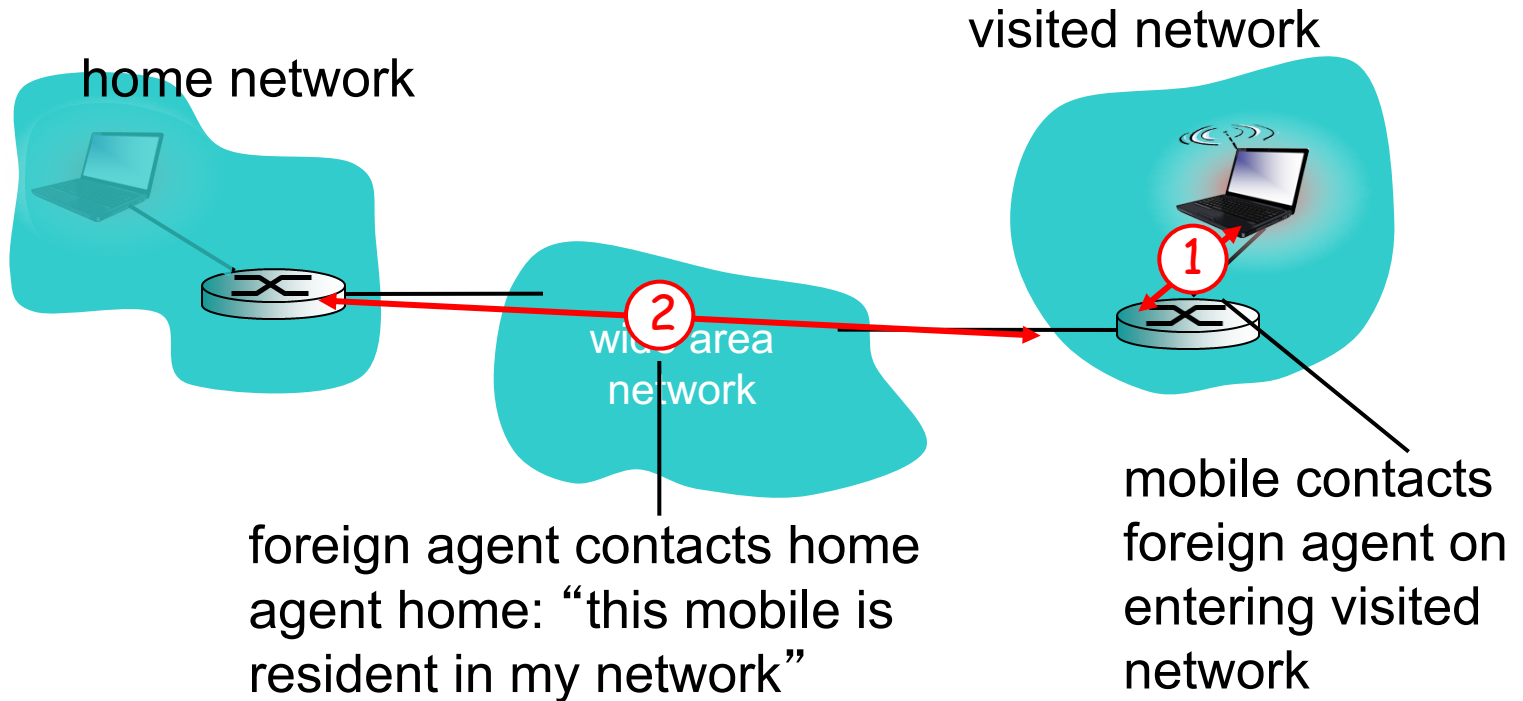 visited network
home network
1
2
wide area
network
mobile contacts
foreign agent on
entering visited
network
foreign agent contacts home
agent home: “this mobile is
resident in my network”